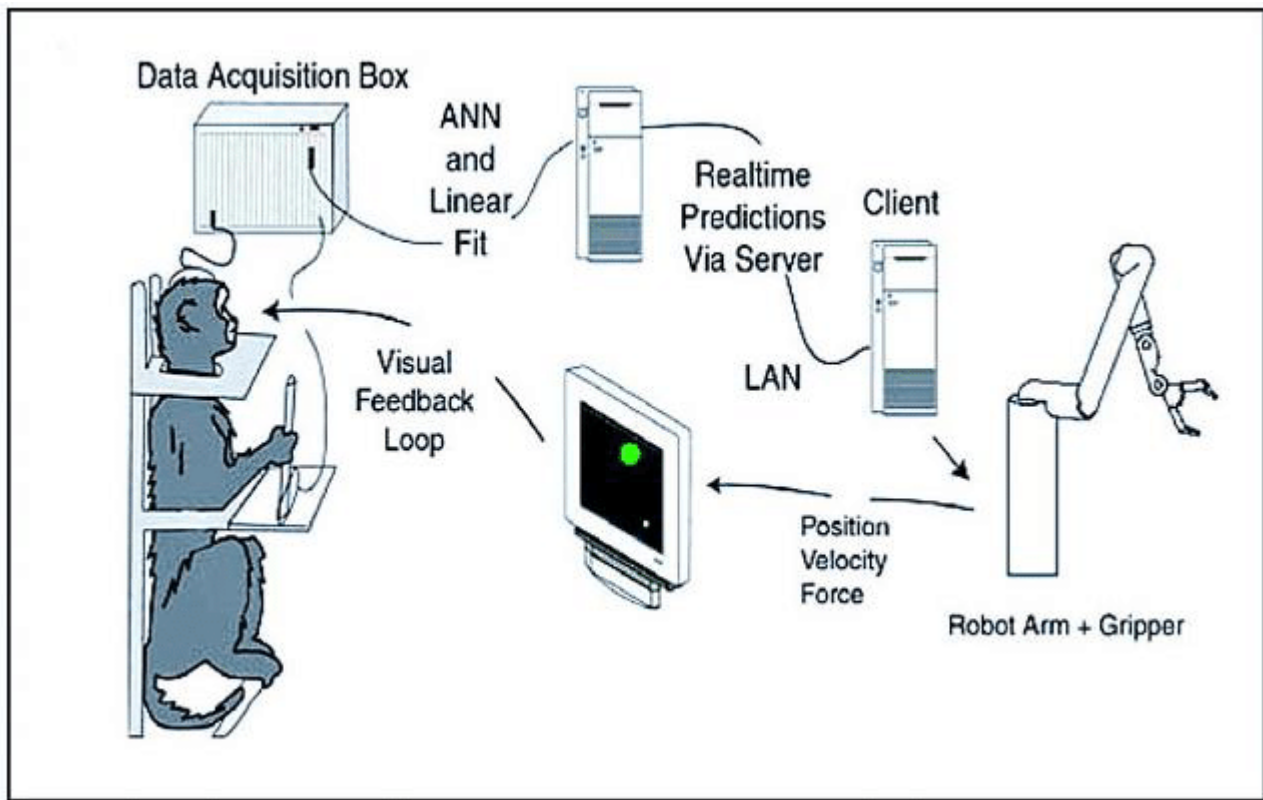 Data Acquisition Box
ANN
and
Linear
Fit
Realtime
Predictions
Via Server
Client
LAN
Visual
Feedback
Loop
Position
Velocity
Force
Robot Arm + Gripper